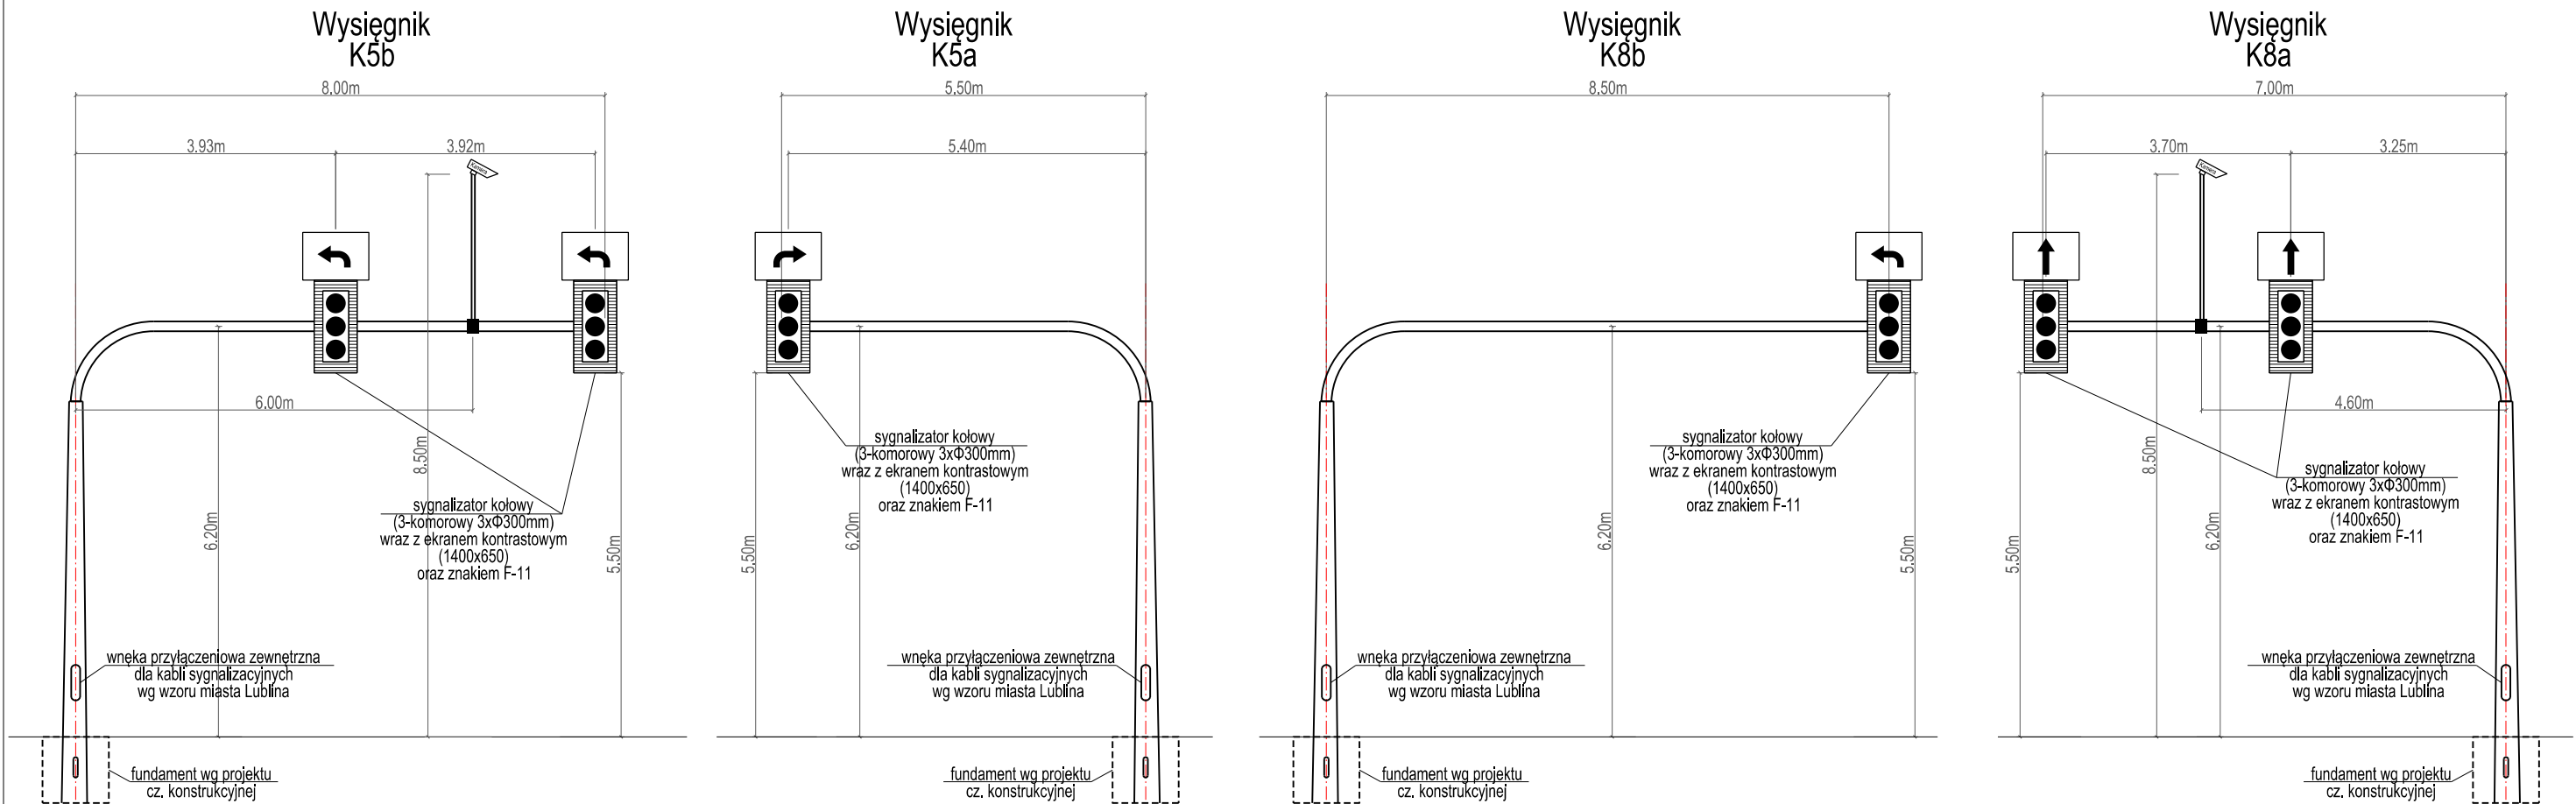 Wysięgnik
K5b
8.00m
3.93m
3.92m
Kamera
6.00m
8.50m
6.20m
5.50m
sygnalizator kołowy
(3-komorowy 3xΦ300mm)
wraz z ekranem kontrastowym
(1400x650)
oraz znakiem F-11
wnęka przyłączeniowa zewnętrzna
dla kabli sygnalizacyjnych
wg wzoru miasta Lublina
fundament wg projektu
cz. konstrukcyjnej
Wysięgnik
K5a
5.50m
5.40m
sygnalizator kołowy
(3-komorowy 3xΦ300mm)
wraz z ekranem kontrastowym
(1400x650)
oraz znakiem F-11
5.50m
6.20m
wnęka przyłączeniowa zewnętrzna
dla kabli sygnalizacyjnych
wg wzoru miasta Lublina
fundament wg projektu
cz. konstrukcyjnej
Wysięgnik
K8b
8.50m
sygnalizator kołowy
(3-komorowy 3xΦ300mm)
wraz z ekranem kontrastowym
(1400x650)
oraz znakiem F-11
6.20m
5.50m
wnęka przyłączeniowa zewnętrzna
dla kabli sygnalizacyjnych
wg wzoru miasta Lublina
fundament wg projektu
cz. konstrukcyjnej
Wysięgnik
K8a
7.00m
3.70m
3.25m
Kamera
4.60m
8.50m
sygnalizator kołowy
(3-komorowy 3xΦ300mm)
wraz z ekranem kontrastowym
(1400x650)
oraz znakiem F-11
5.50m
6.20m
wnęka przyłączeniowa zewnętrzna
dla kabli sygnalizacyjnych
wg wzoru miasta Lublina
fundament wg projektu
cz. konstrukcyjnej